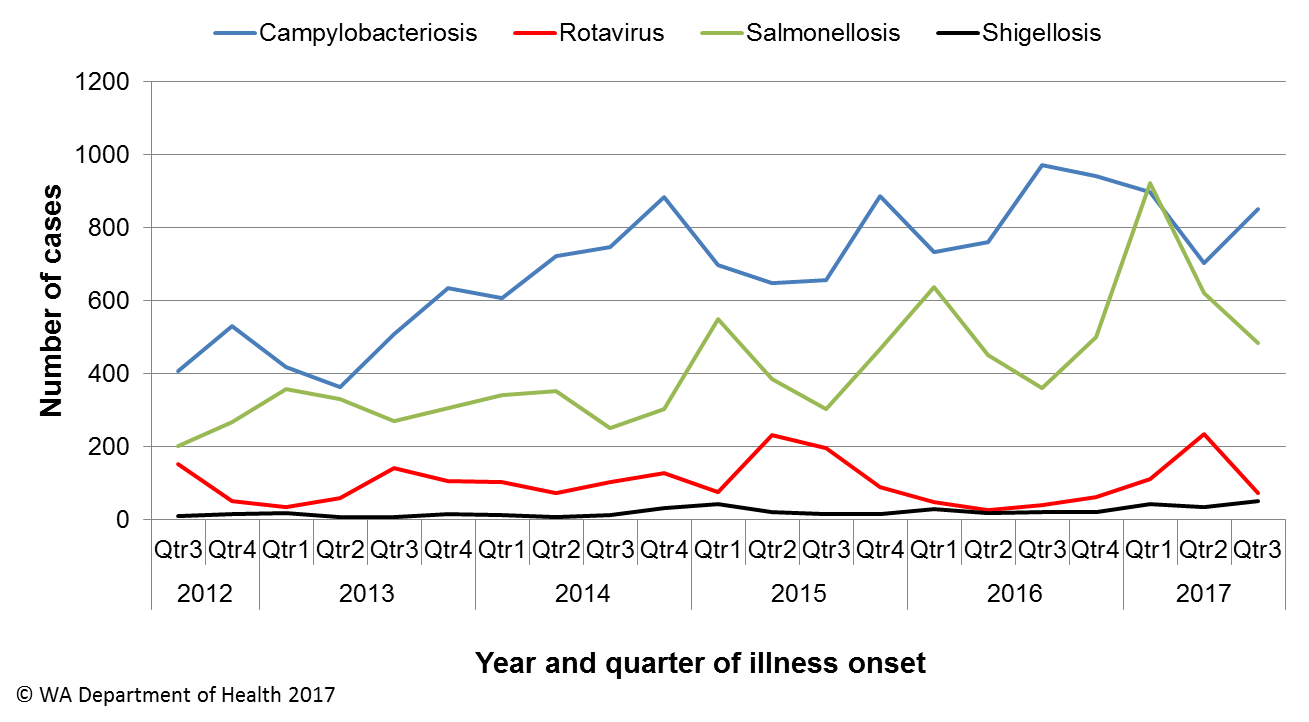 Campylobacteriosis Rotavirus Salmonellosis Shigellosis
1200
1000
800
600
400
200
0
Number of cases
Qtr3 Qtr4 Qtr1 Qtr2 Qtr3 Qtr4 Qtr1 Qtr2 Qtr3 Qtr4 Qtr1 Qtr2 Qtr3 Qtr4 Qtr1 Qtr2 Qtr3 Qtr4 Qtr1 Qtr2 Qtr3
2012 2013 2014 2015 2016 2017
Year and quarter of illness onset
© WA Department of Health 2017